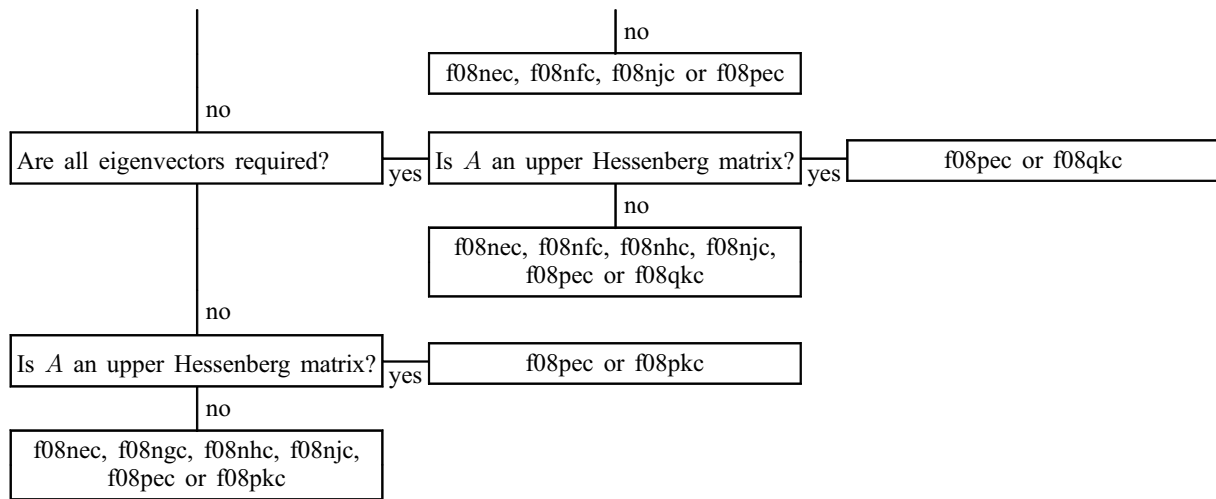 no
f08nec, f08nfc, f08njc or f08pec
no
Are all eigenvectors required?
yes
Is A an upper Hessenberg matrix?
yes
f08pec or f08qkc
no
f08nec, f08nfc, f08nhc, f08njc,
f08pec or f08qkc
no
Is A an upper Hessenberg matrix?
yes
f08pec or f08pkc
no
f08nec, f08ngc, f08nhc, f08njc,
f08pec or f08pkc